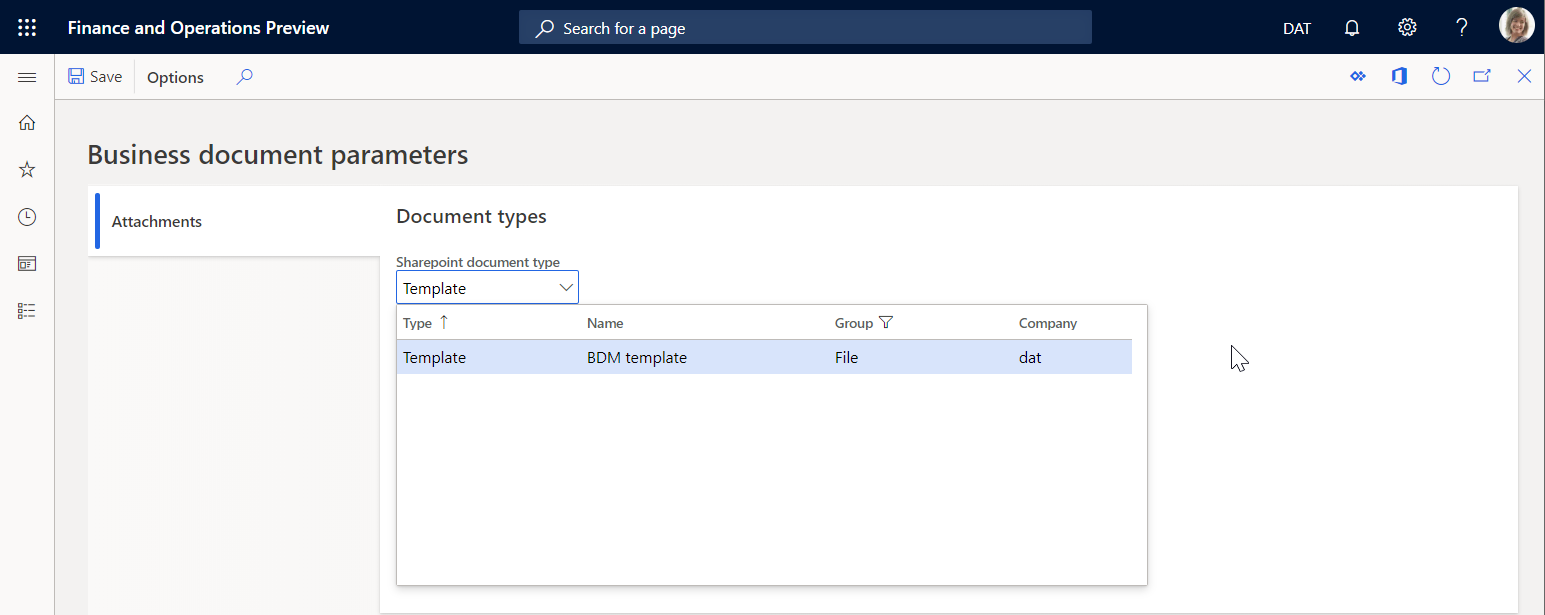 Finance and Operations Preview
Search for a page
DAT
?
Save
Options
Business document parameters
Attachments
Document types
Sharepoint document type
Template
Type ↑ Name Group Company
Template BDM template File dat